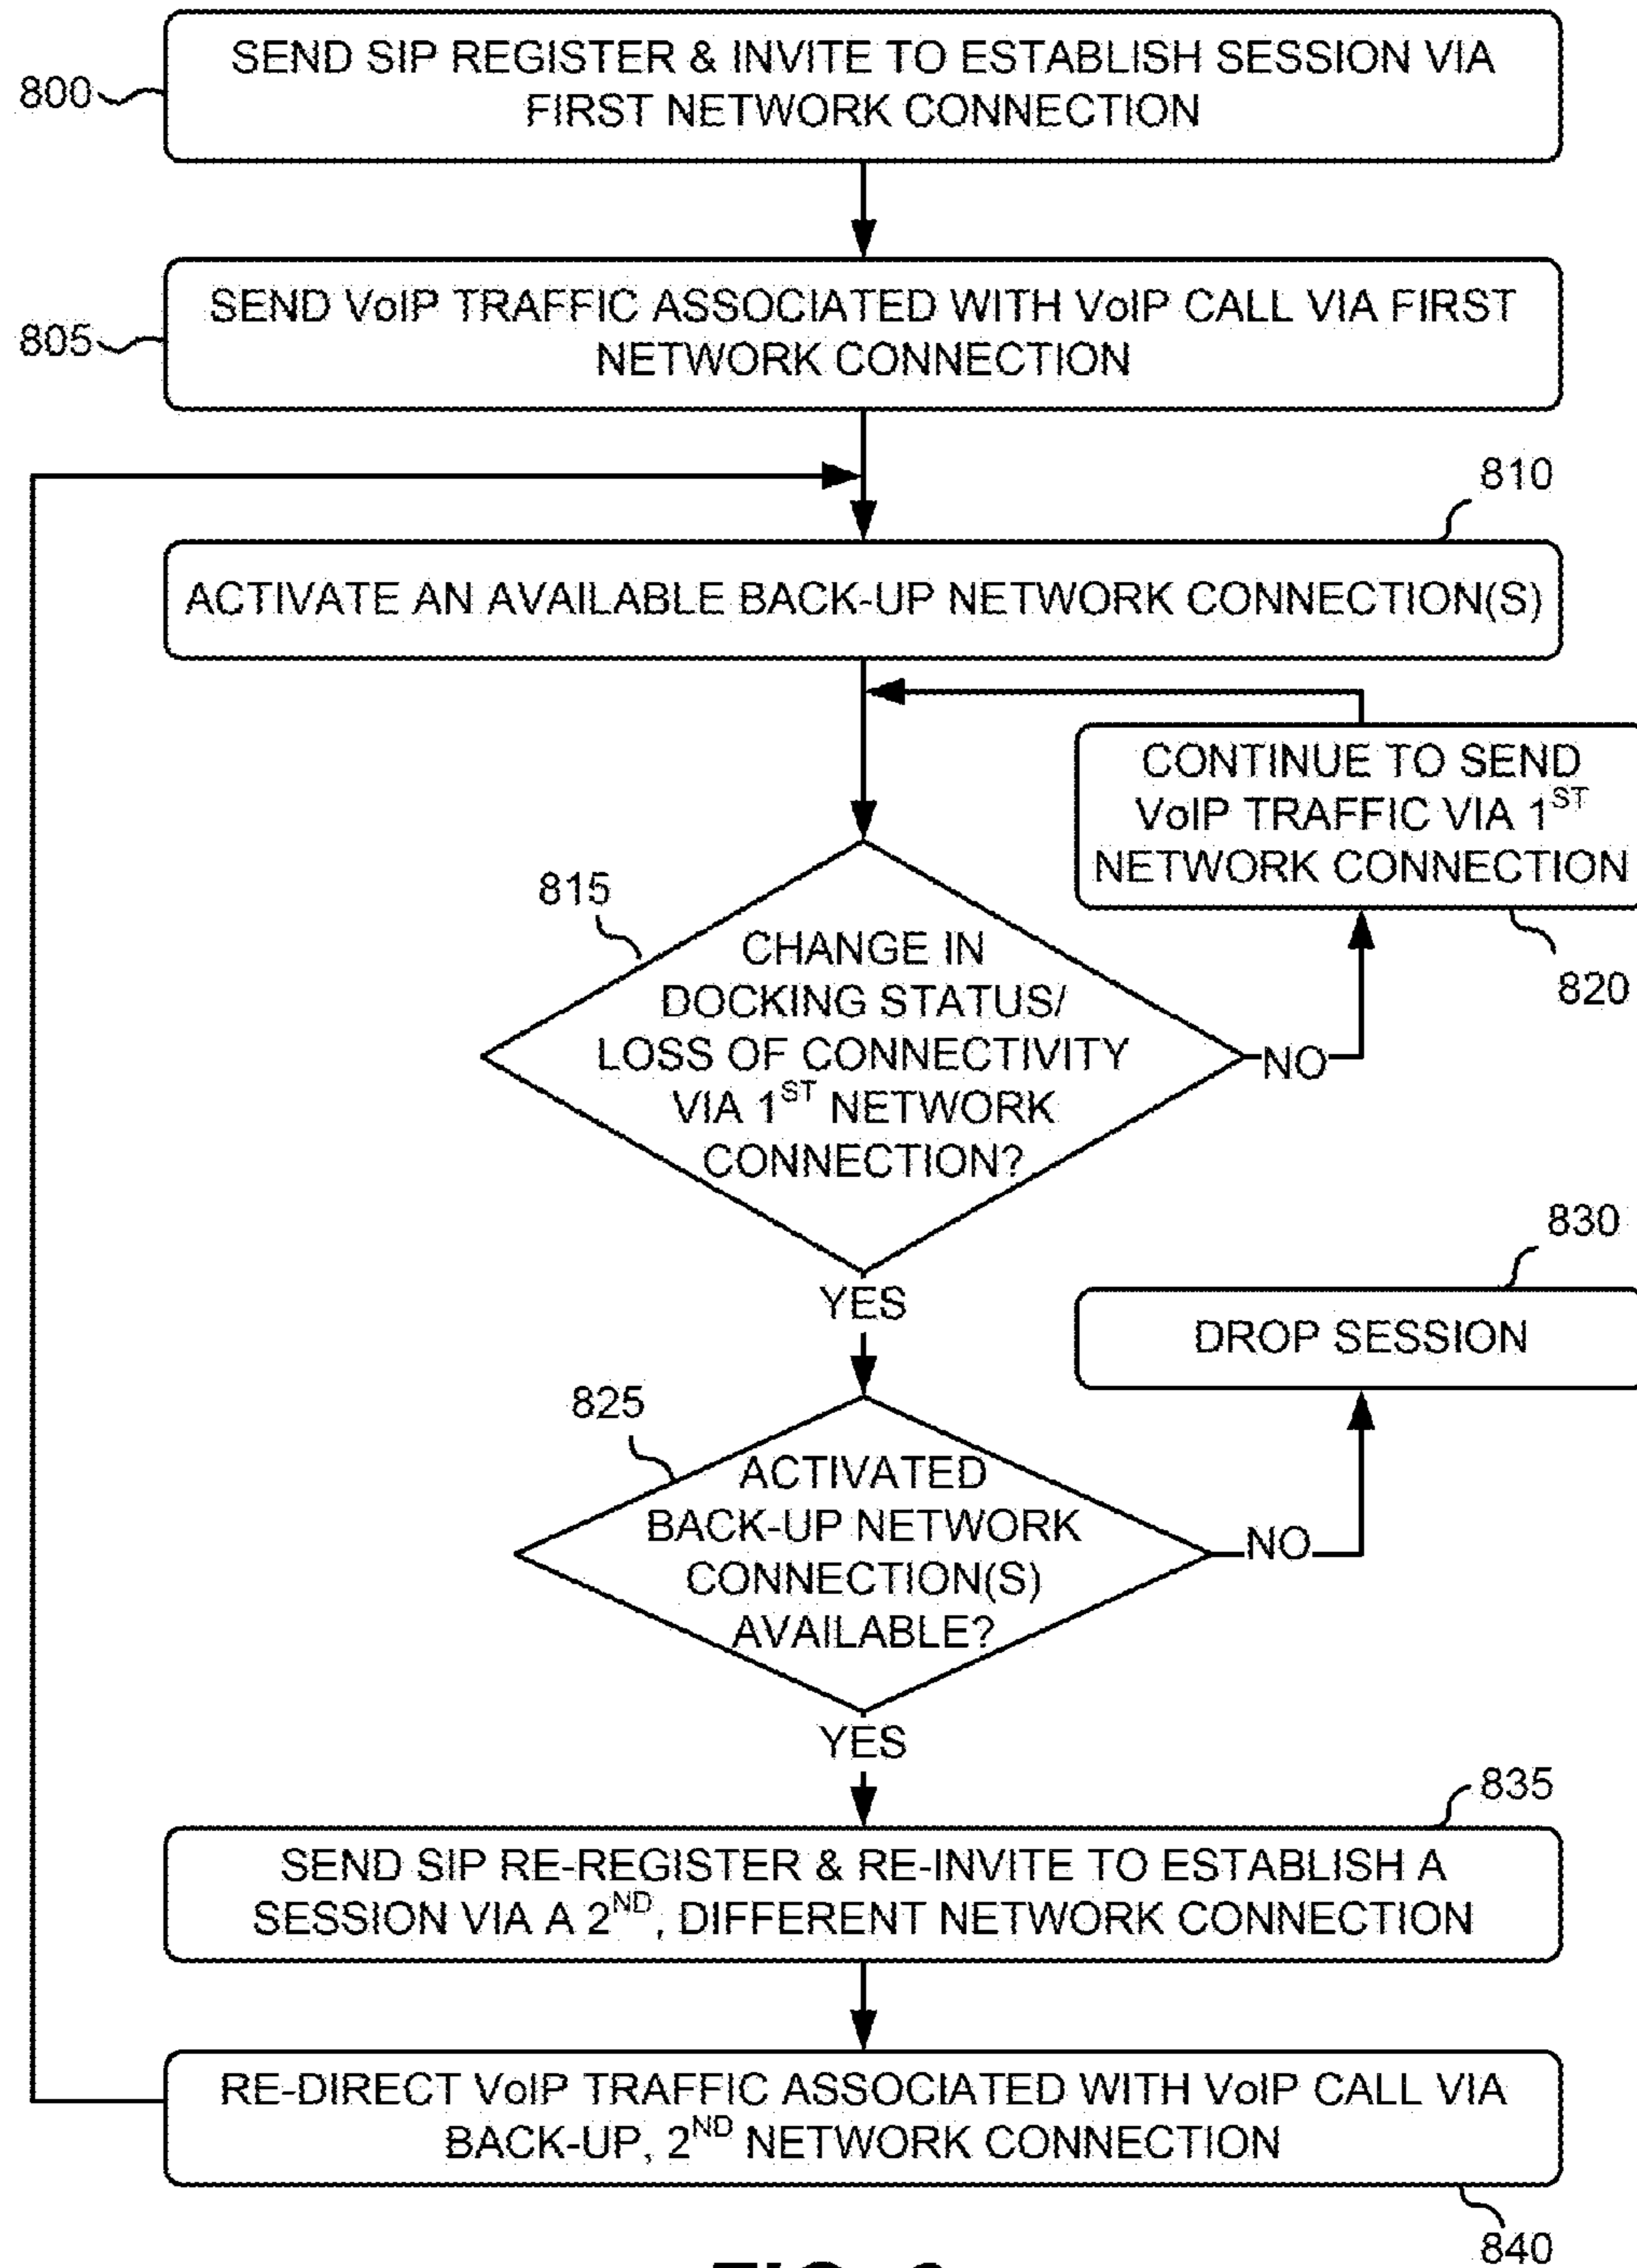 SEND SIP REGISTER & INVITE TO ESTABLISH SESSION VIA
FIRST NETWORK CONNECTION
800
SEND VoIP TRAFFIC ASSOCIATED WITH VoIP CALL VIA FIRST
NETWORK CONNECTION
805
810
ACTIVATE AN AVAILABLE BACK-UP NETWORK CONNECTION(S)
CONTINUE TO SEND
VoIP TRAFFIC VIA 1ST
NETWORK CONNECTION
820
815
CHANGE IN
DOCKING STATUS/
LOSS OF CONNECTIVITY
VIA 1ST NETWORK
CONNECTION?
NO
YES
830
DROP SESSION
825
ACTIVATED
BACK-UP NETWORK
CONNECTION(S)
AVAILABLE?
NO
YES
835
SEND SIP RE-REGISTER & RE-INVITE TO ESTABLISH A
SESSION VIA A 2ND, DIFFERENT NETWORK CONNECTION
RE-DIRECT VoIP TRAFFIC ASSOCIATED WITH VoIP CALL VIA
BACK-UP, 2ND NETWORK CONNECTION
840